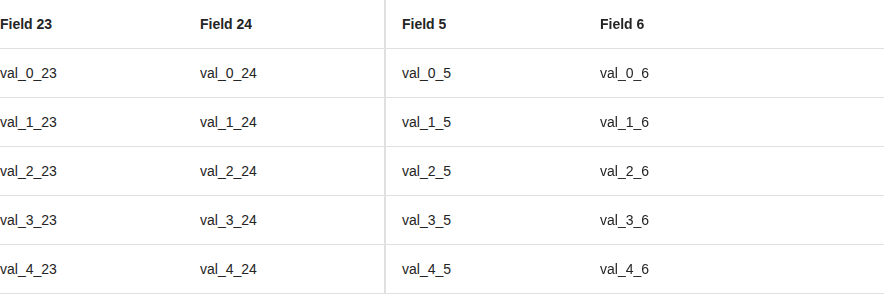 Field 23 Field 24 Field 5 Field 6
val_0_23 val_0_24 val_0_5 val_0_6
val_1_23 val_1_24 val_1_5 val_1_6
val_2_23 val_2_24 val_2_5 val_2_6
val_3_23 val_3_24 val_3_5 val_3_6
val_4_23 val_4_24 val_4_5 val_4_6